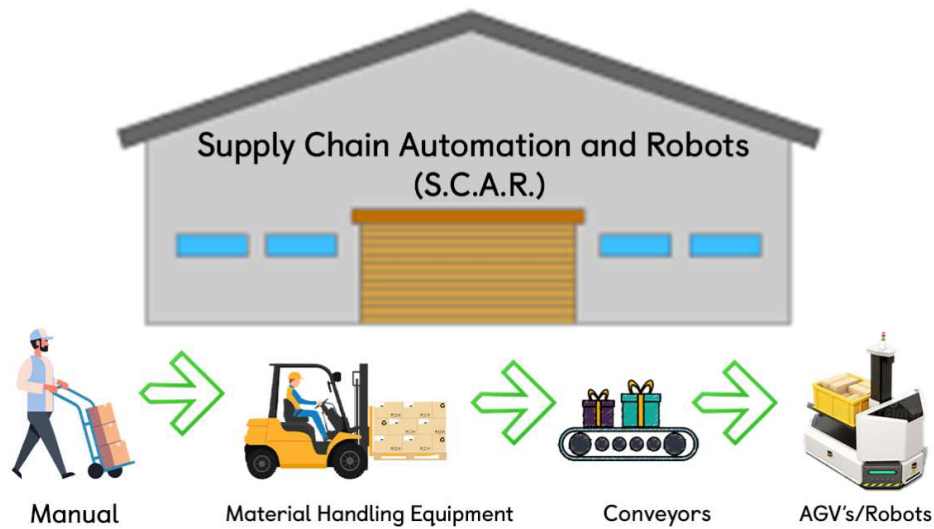 Supply Chain Automation and Robots
(S.C.A.R.)
Manual
Material Handling Equipment
Conveyors
AGV's/Robots